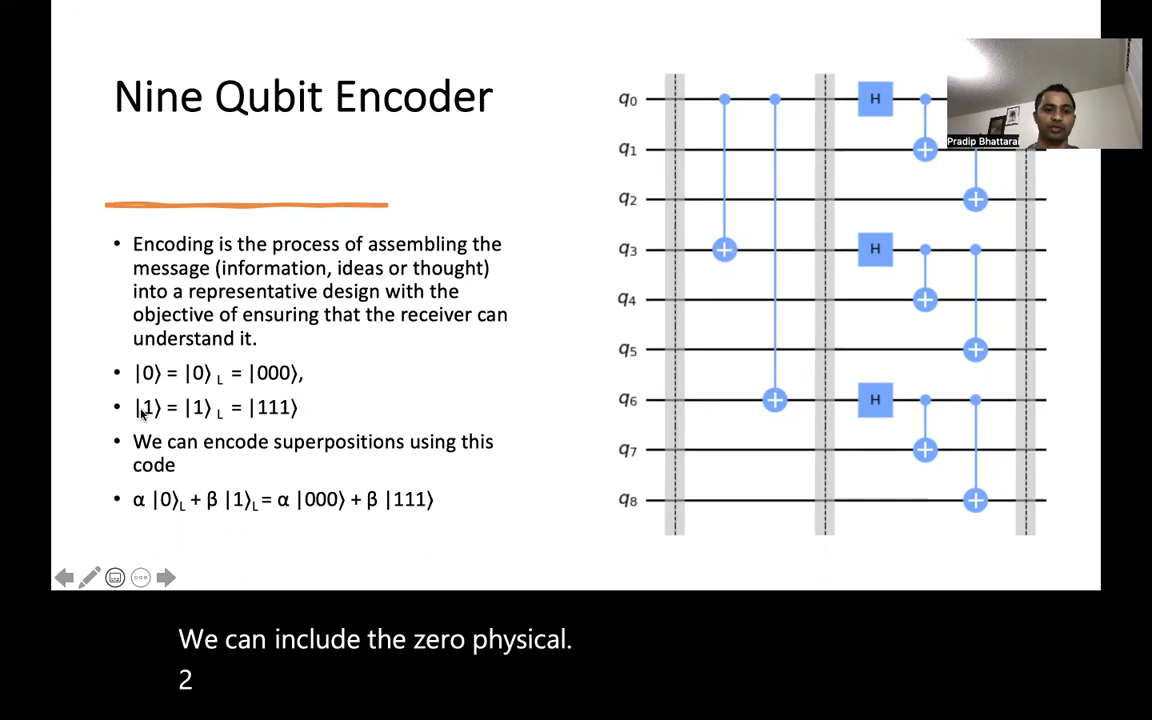 Nine Qubit Encoder
• Encoding is the process of assembling the
message (information, ideas or thought)
into a representative design with the
objective of ensuring that the receiver can
understand it.
• |0⟩ = |0⟩ L = |000⟩,
• |1⟩ = |1⟩ L = |111⟩
• We can encode superpositions using this
code
• α |0⟩L + β |1⟩L = α |000⟩ + β |111⟩
q0
H
q1
q2
q3
H
q4
q5
q6
H
q7
q8
Pradip Bhattarai
We can include the zero physical.
2